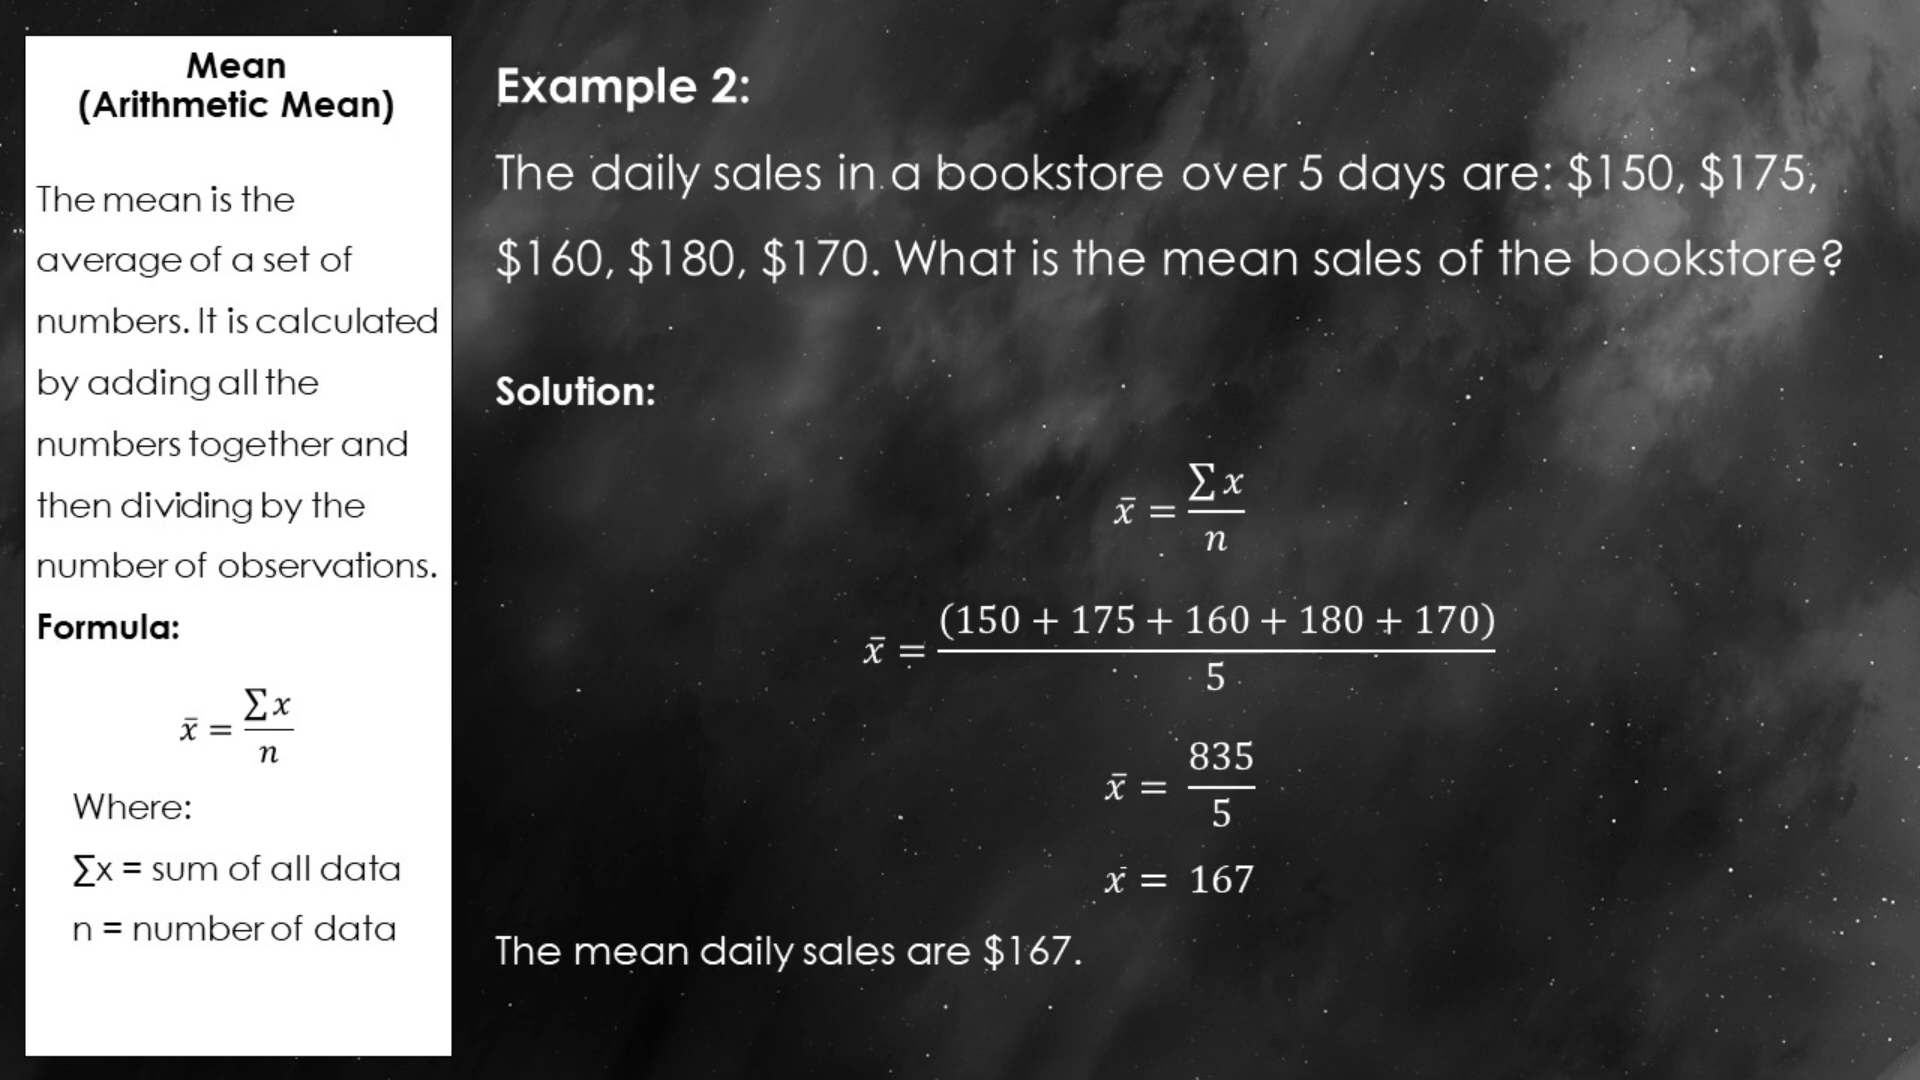 Mean
(Arithmetic Mean)
The mean is the
average of a set of
numbers. It is calculated
by adding all the
numbers together and
then dividing by the
number of observations.
Formula:
x̄ = ∑x / n
Where:
∑x = sum of all data
n = number of data
Example 2:
The daily sales in a bookstore over 5 days are: $150, $175,
$160, $180, $170. What is the mean sales of the bookstore?
Solution:
x̄ = ∑x / n
x̄ = (150 + 175 + 160 + 180 + 170) / 5
x̄ = 835 / 5
x̄ = 167
The mean daily sales are $167.